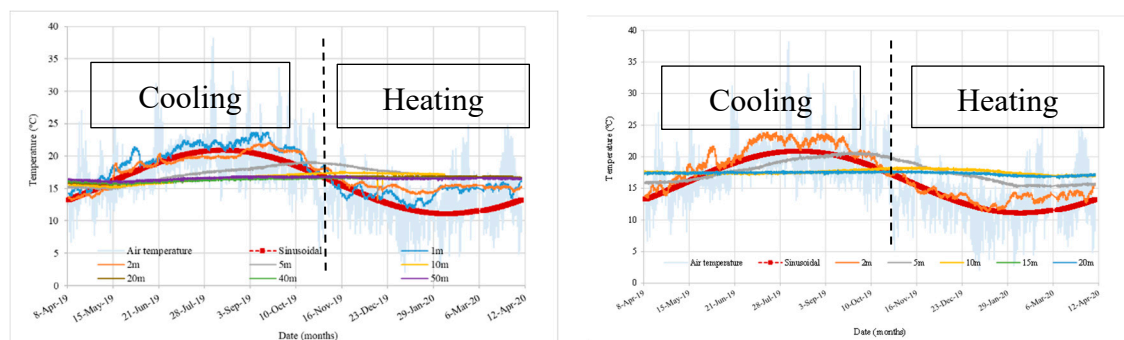 40
35
30
25
20
15
10
5
0
Temperature (°C)
Cooling
Heating
Air temperature
Sinusoidal
1m
2m
5m
10m
20m
40m
50m
8-Apr-19
15-May-19
21-Jun-19
28-Jul-19
3-Sep-19
10-Oct-19
16-Nov-19
23-Dec-19
29-Jan-20
6-Mar-20
12-Apr-20
Date (months)
40
35
30
25
20
15
10
5
0
Temperature (°C)
Cooling
Heating
Air temperature
Sinusoidal
2m
5m
10m
15m
20m
8-Apr-19
15-May-19
21-Jun-19
28-Jul-19
3-Sep-19
10-Oct-19
16-Nov-19
23-Dec-19
29-Jan-20
6-Mar-20
12-Apr-20
Date (months)